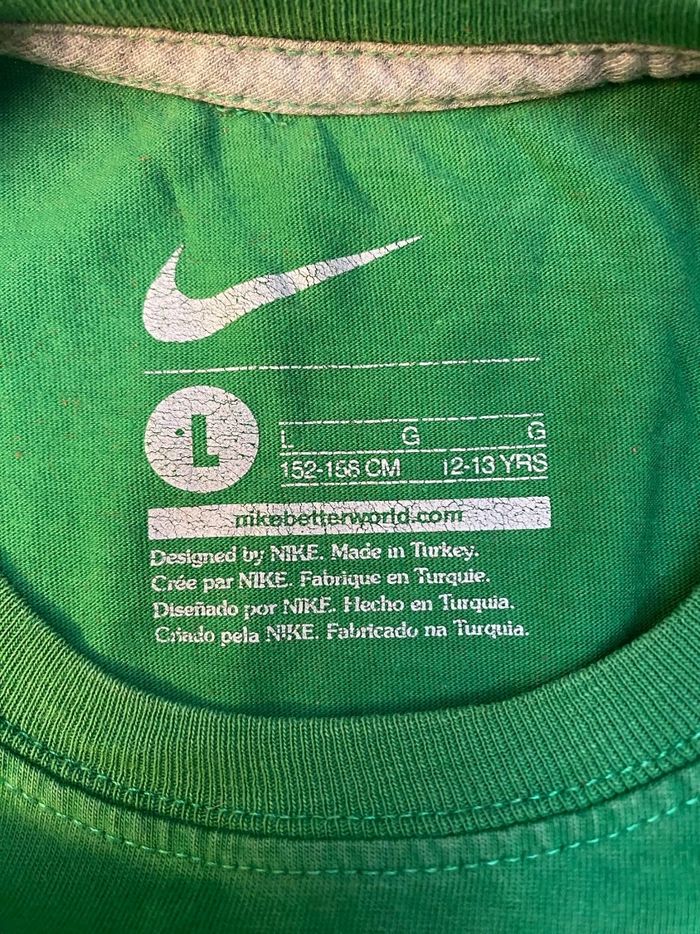 L
L G G
152-158 CM 12-13 YRS
nikebetterworld.com
Designed by NIKE. Made in Turkey.
Crée par NIKE. Fabrique en Turquie.
Diseñado por NIKE. Hecho en Turquia.
Criado pela NIKE. Fabricado na Turquia.